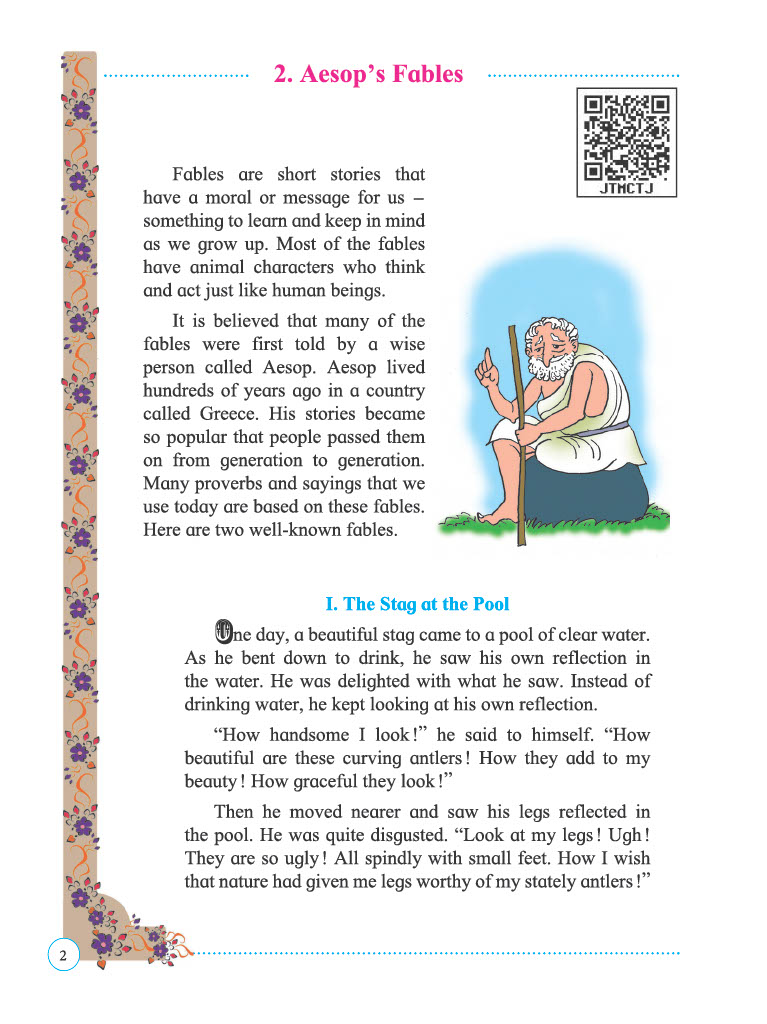 2. Aesop's Fables
JTMCTJ
Fables are short stories that
have a moral or message for us –
something to learn and keep in mind
as we grow up. Most of the fables
have animal characters who think
and act just like human beings.
It is believed that many of the
fables were first told by a wise
person called Aesop. Aesop lived
hundreds of years ago in a country
called Greece. His stories became
so popular that people passed them
on from generation to generation.
Many proverbs and sayings that we
use today are based on these fables.
Here are two well-known fables.
I. The Stag at the Pool
One day, a beautiful stag came to a pool of clear water.
As he bent down to drink, he saw his own reflection in
the water. He was delighted with what he saw. Instead of
drinking water, he kept looking at his own reflection.
“How handsome I look!” he said to himself. “How
beautiful are these curving antlers! How they add to my
beauty! How graceful they look!”
Then he moved nearer and saw his legs reflected in
the pool. He was quite disgusted. “Look at my legs! Ugh!
They are so ugly! All spindly with small feet. How I wish
that nature had given me legs worthy of my stately antlers!”
2